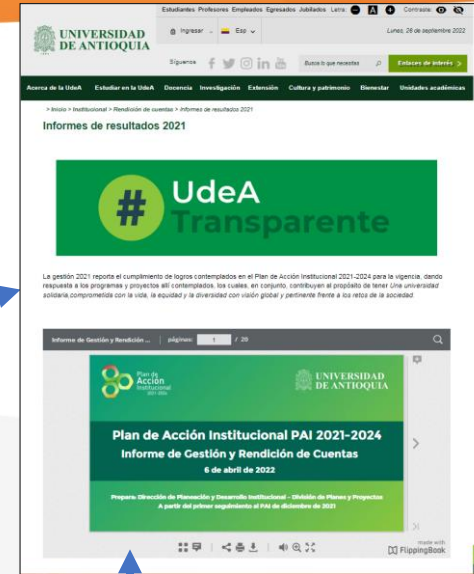 Estudiantes Profesores Empleados Egresados Jubilados Letra: A Contraste:
UNIVERSIDAD
DE ANTIOQUIA
Ingresar
Esp
Lunes, 26 de septiembre 2022
Síguenos
Busca lo que necesitas
Enlaces de interés >
Acerca de la UdeA Estudiar en la UdeA Docencia Investigación Extensión Cultura y patrimonio Bienestar Unidades académicas
> Inicio > Institucional > Rendición de cuentas > Informes de resultados 2021
Informes de resultados 2021
# UdeA
Transparente
La gestión 2021 reporta el cumplimiento de logros contemplados en el Plan de Acción Institucional 2021-2024 para la vigencia, dando
respuesta a los programas y proyectos allí contemplados, los cuales, en conjunto, contribuyen al propósito de tener Una universidad
solidaria,comprometida con la vida, la equidad y la diversidad con visión global y pertinente frente a los retos de la sociedad.
Informe de Gestión y Rendición ... páginas: 1 / 29
Plan de
Acción
Institucional
2021-2024
UNIVERSIDAD
DE ANTIOQUIA
Plan de Acción Institucional PAI 2021-2024
Informe de Gestión y Rendición de Cuentas
6 de abril de 2022
Prepara: Dirección de Planeación y Desarrollo Institucional - División de Planes y Proyectos
A partir del primer seguimiento al PAI de diciembre de 2021
made with
FlippingBook